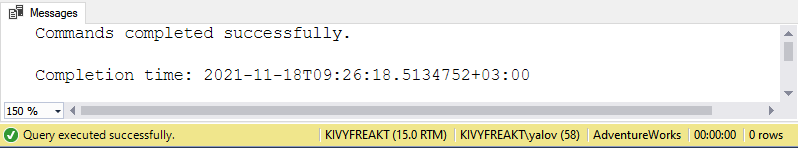 Messages
Commands completed successfully.
Completion time: 2021-11-18T09:26:18.5134752+03:00
150 %
Query executed successfully. KIVYFREAKT (15.0 RTM) KIVYFREAKT\yalov (58) AdventureWorks 00:00:00 0 rows